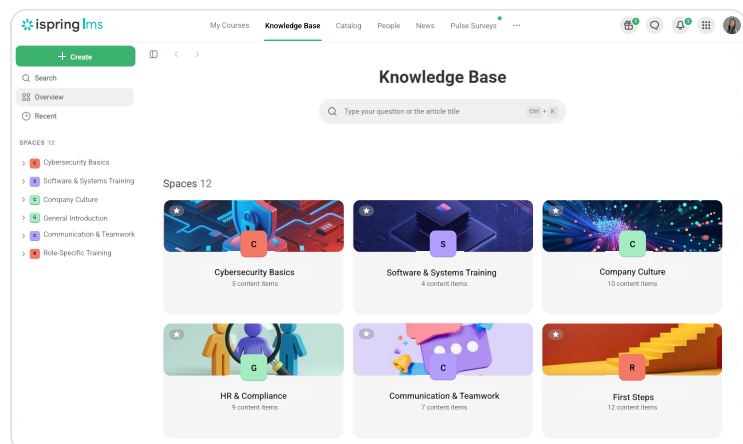 ispring lms
My Courses Knowledge Base Catalog People News Pulse Surveys ···
1
1
+ Create
Search
Overview
Recent
SPACES 12
C Cybersecurity Basics
S Software & Systems Training
C Company Culture
G General Introduction
C Communication & Teamwork
R Role-Specific Training
Knowledge Base
Type your question or the article title Ctrl + K
Spaces 12
C
Cybersecurity Basics
5 content items
S
Software & Systems Training
4 content items
C
Company Culture
10 content items
G
HR & Compliance
9 content items
C
Communication & Teamwork
7 content items
R
First Steps
12 content items